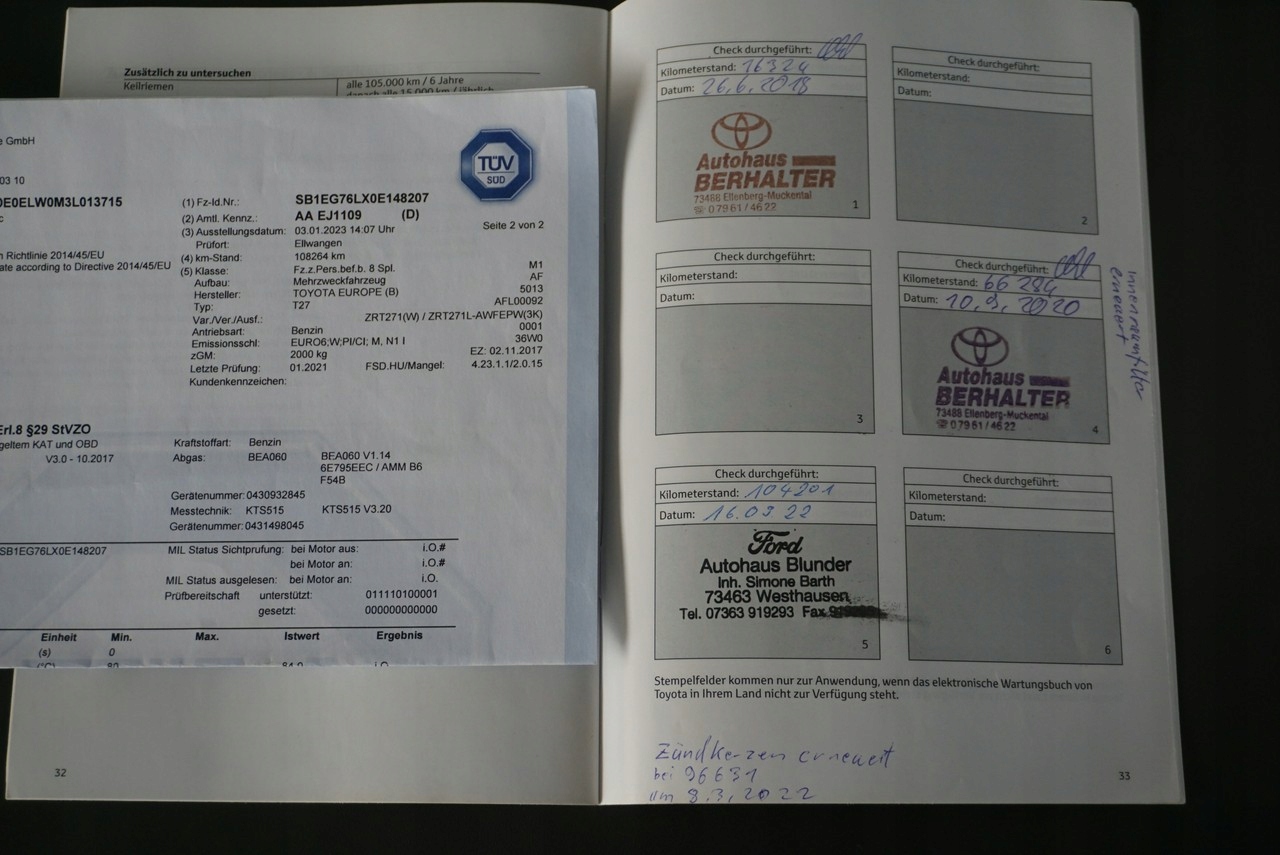 Zusätzlich zu untersuchen
Keilriemen
alle 105.000 km / 6 Jahre
danach alle 15.000 km / jährlich
e GmbH
TÜV
SÜD
03 10
0E0ELW0M3L013715
(1) Fz-Id.Nr.: SB1EG76LX0E148207
(2) Amtl. Kennz.: AA EJ1109 (D)
(3) Ausstellungsdatum: 03.01.2023 14:07 Uhr
Seite 2 von 2
Prüfort: Ellwangen
n Richtlinie 2014/45/EU
(4) km-Stand: 108264 km
ate according to Directive 2014/45/EU
(5) Klasse: Fz.z.Pers.bef.b. 8 Spl. M1
Aufbau: Mehrzweckfahrzeug AF
Hersteller: TOYOTA EUROPE (B) 5013
Typ: T27 AFL00092
Var./Ver./Ausf.: ZRT271(W) / ZRT271L-AWFEPW(3K)
Antriebsart: Benzin 0001
Emissionsschl: EURO6;W;PI/CI; M, N1 I 36W0
zGM: 2000 kg EZ: 02.11.2017
Letzte Prüfung: 01.2021 FSD.HU/Mangel: 4.23.1.1/2.0.15
Kundenkennzeichen:
Erl.8 §29 StVZO
geltem KAT und OBD
V3.0 - 10.2017
Kraftstoffart: Benzin
Abgas: BEA060 BEA060 V1.14
6E795EEC / AMM B6
F54B
Gerätenummer: 0430932845
Messtechnik: KTS515 KTS515 V3.20
Gerätenummer: 0431498045
SB1EG76LX0E148207
MIL Status Sichtprüfung: bei Motor aus: i.O.#
bei Motor an: i.O.#
MIL Status ausgelesen: bei Motor an: i.O.
Prüfbereitschaft unterstützt: 011110100001
gesetzt: 000000000000
Einheit Min. Max. Istwert Ergebnis
(s) 0
32
Check durchgeführt:
Kilometerstand: 16324
Datum: 26.6.2018
Autohaus
BERHALTER
73488 Ellenberg-Muckental
☎ 07961/4622
1
Check durchgeführt:
Kilometerstand:
Datum:
2
Check durchgeführt:
Kilometerstand:
Datum:
3
Check durchgeführt:
Kilometerstand: 66284
Datum: 10.9.2020
Autohaus
BERHALTER
73488 Ellenberg-Muckental
☎ 07961/4622
4
Innenraumfilter
erneuert
Check durchgeführt:
Kilometerstand: 104201
Datum: 16.09 22
Ford
Autohaus Blunder
Inh. Simone Barth
73463 Westhausen
Tel. 07363 919293 Fax
5
Check durchgeführt:
Kilometerstand:
Datum:
6
Stempelfelder kommen nur zur Anwendung, wenn das elektronische Wartungsbuch von
Toyota in Ihrem Land nicht zur Verfügung steht.
Zündkerzen erneuert
bei 96631
am 8.3.2022
33